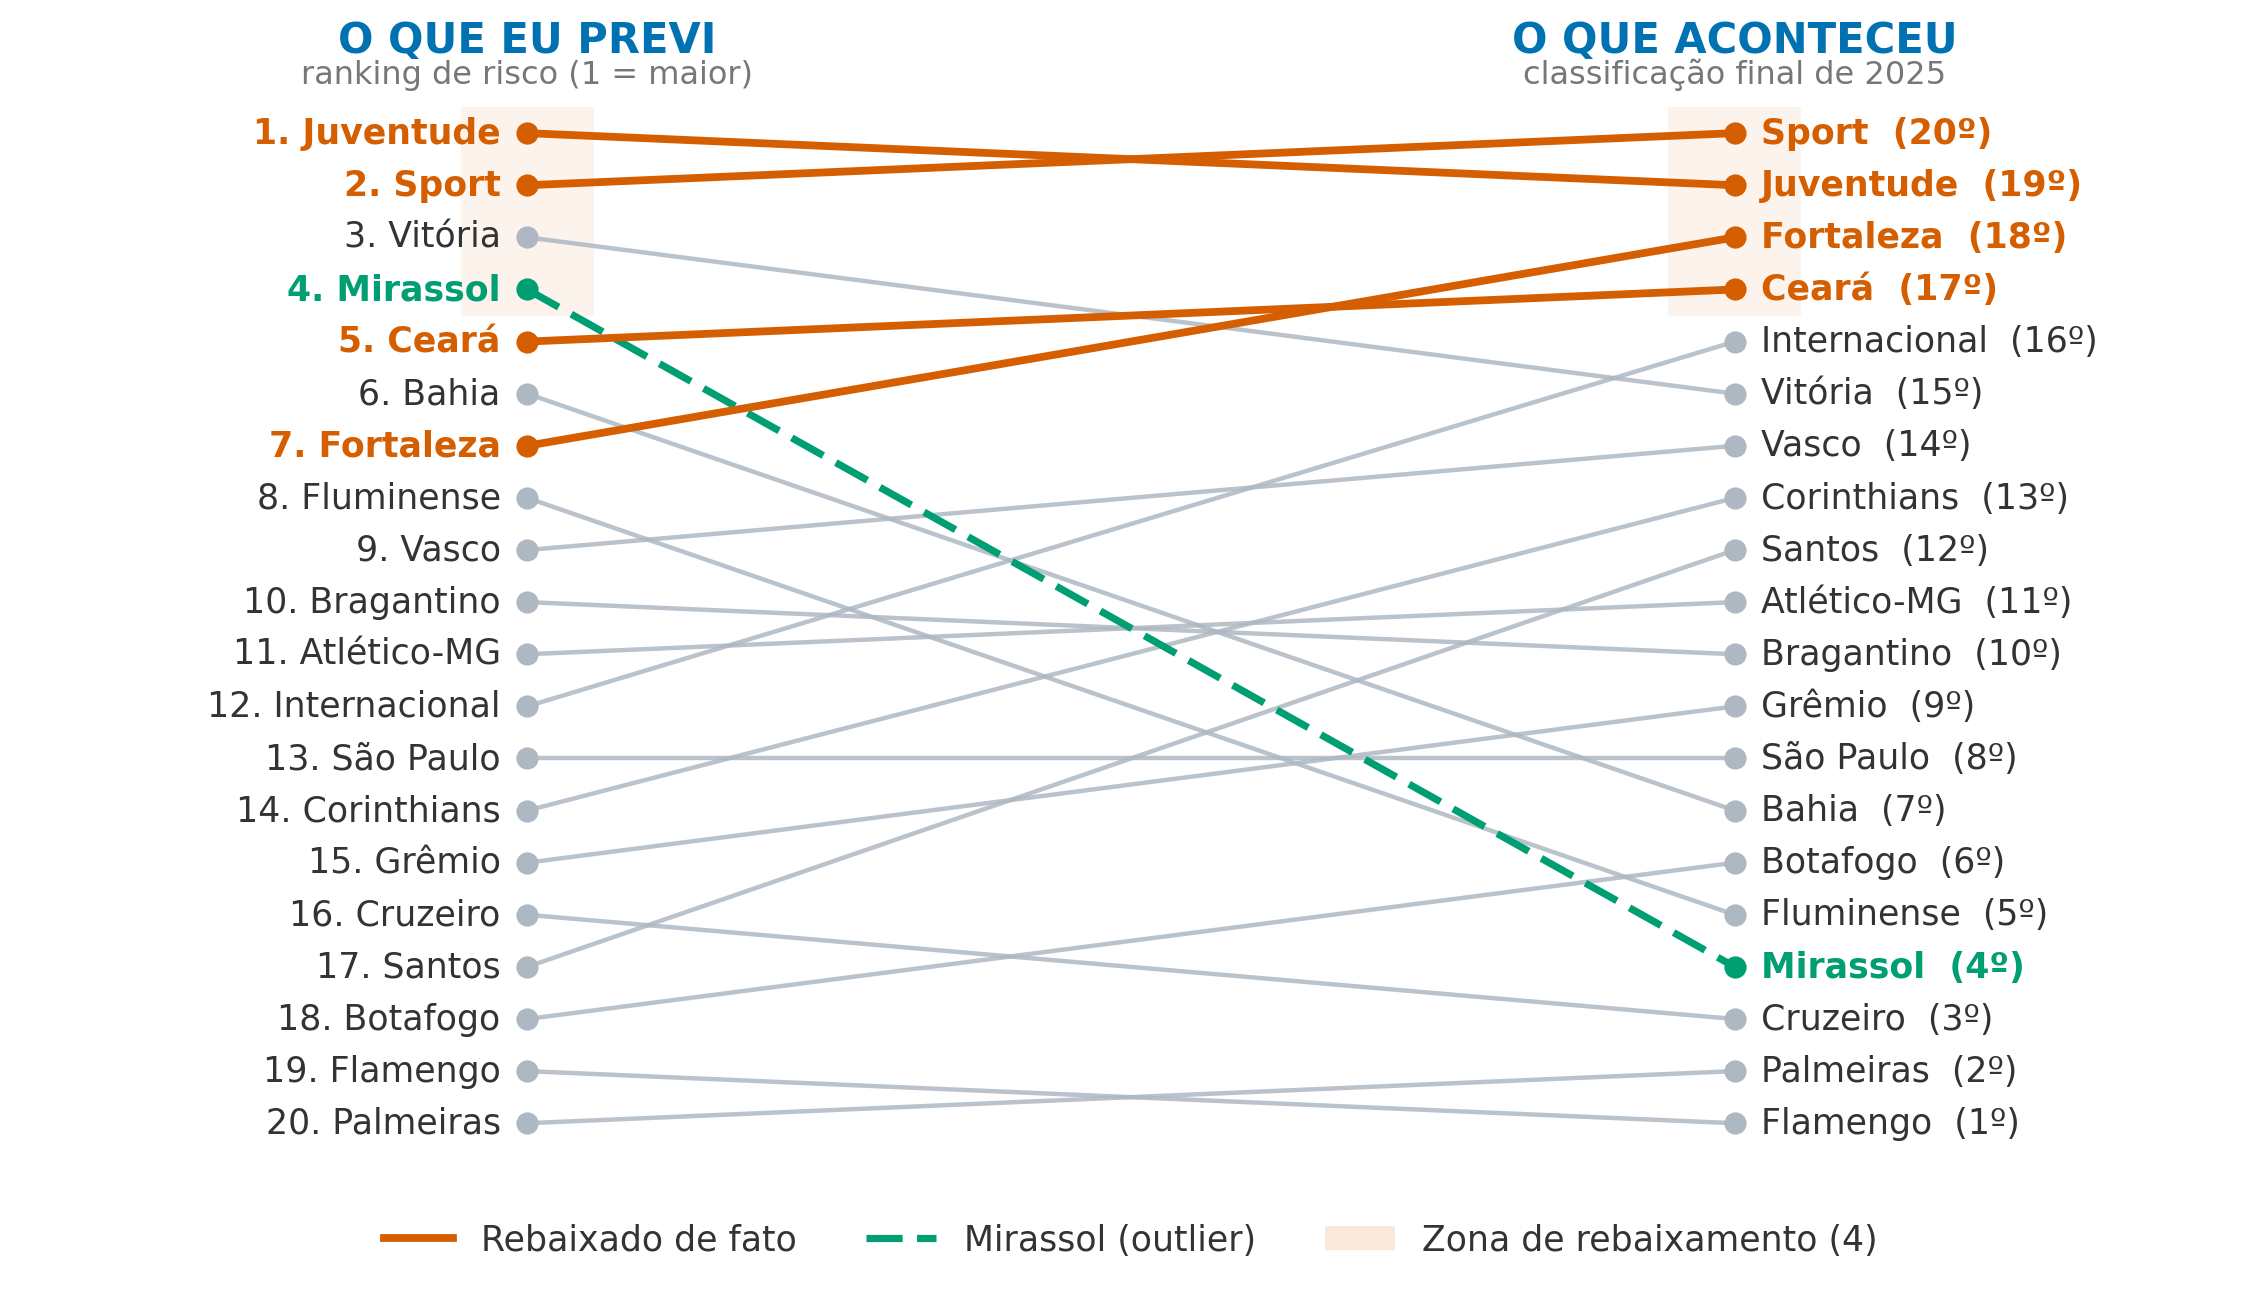 O QUE EU PREVI
ranking de risco (1 = maior)
1. Juventude
2. Sport
3. Vitória
4. Mirassol
5. Ceará
6. Bahia
7. Fortaleza
8. Fluminense
9. Vasco
10. Bragantino
11. Atlético-MG
12. Internacional
13. São Paulo
14. Corinthians
15. Grêmio
16. Cruzeiro
17. Santos
18. Botafogo
19. Flamengo
20. Palmeiras
O QUE ACONTECEU
classificação final de 2025
Sport (20º)
Juventude (19º)
Fortaleza (18º)
Ceará (17º)
Internacional (16º)
Vitória (15º)
Vasco (14º)
Corinthians (13º)
Santos (12º)
Atlético-MG (11º)
Bragantino (10º)
Grêmio (9º)
São Paulo (8º)
Bahia (7º)
Botafogo (6º)
Fluminense (5º)
Mirassol (4º)
Cruzeiro (3º)
Palmeiras (2º)
Flamengo (1º)
Rebaixado de fato
Mirassol (outlier)
Zona de rebaixamento (4)